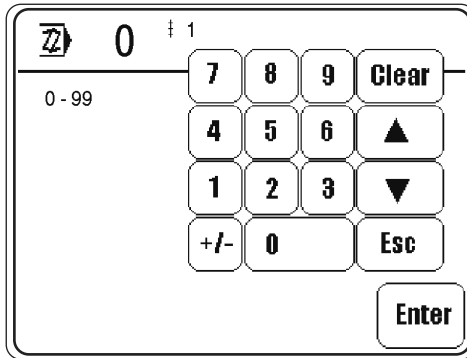 0 ‡ 1
0 - 99
7 8 9 Clear
4 5 6 ▲
1 2 3 ▼
+/- 0 Esc
Enter